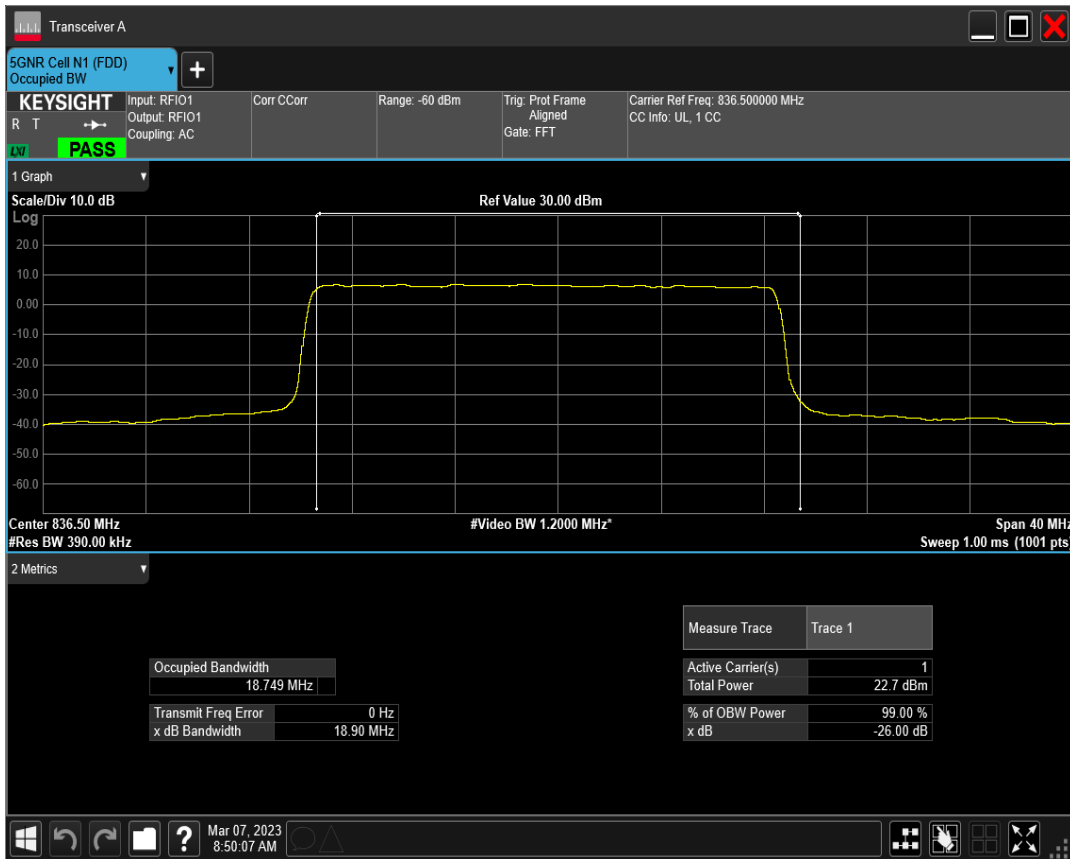 Transceiver A
5GNR Cell N1 (FDD)
Occupied BW
+
KEYSIGHT
R T
LXI
PASS
Input: RFIO1
Output: RFIO1
Coupling: AC
Corr CCorr
Range: -60 dBm
Trig: Prot Frame
Aligned
Gate: FFT
Carrier Ref Freq: 836.500000 MHz
CC Info: UL, 1 CC
1 Graph
Scale/Div 10.0 dB
Ref Value 30.00 dBm
Log
20.0
10.0
0.00
-10.0
-20.0
-30.0
-40.0
-50.0
-60.0
Center 836.50 MHz
#Video BW 1.2000 MHz*
Span 40 MHz
#Res BW 390.00 kHz
Sweep 1.00 ms (1001 pts)
2 Metrics
Measure Trace Trace 1
Occupied Bandwidth
18.749 MHz
Active Carrier(s) 1
Total Power 22.7 dBm
Transmit Freq Error 0 Hz
x dB Bandwidth 18.90 MHz
% of OBW Power 99.00 %
x dB -26.00 dB
?
Mar 07, 2023
8:50:07 AM